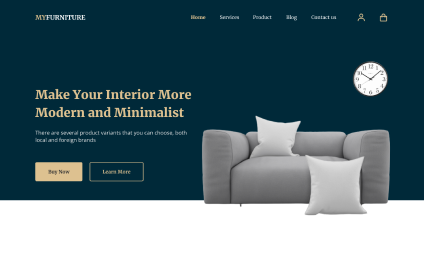 MYFURNITURE
Home Services Product Blog Contact us
Make Your Interior More
Modern and Minimalist
There are several product variants that you can choose, both
local and foreign brands
Buy Now Learn More